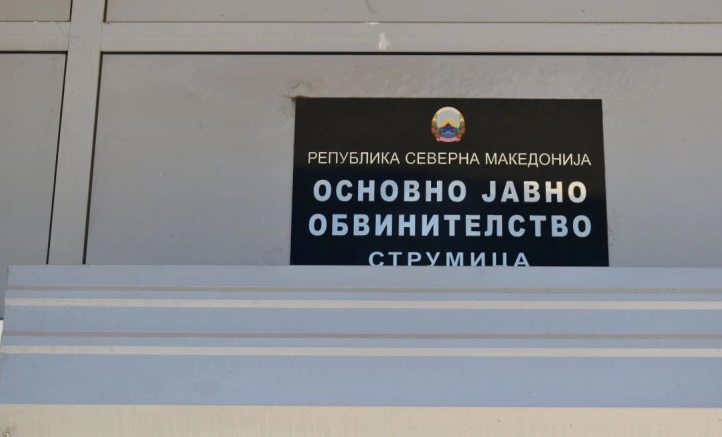 РЕПУБЛИКА СЕВЕРНА МАКЕДОНИЈА
ОСНОВНО ЈАВНО
ОБВИНИТЕЛСТВО
СТРУМИЦА